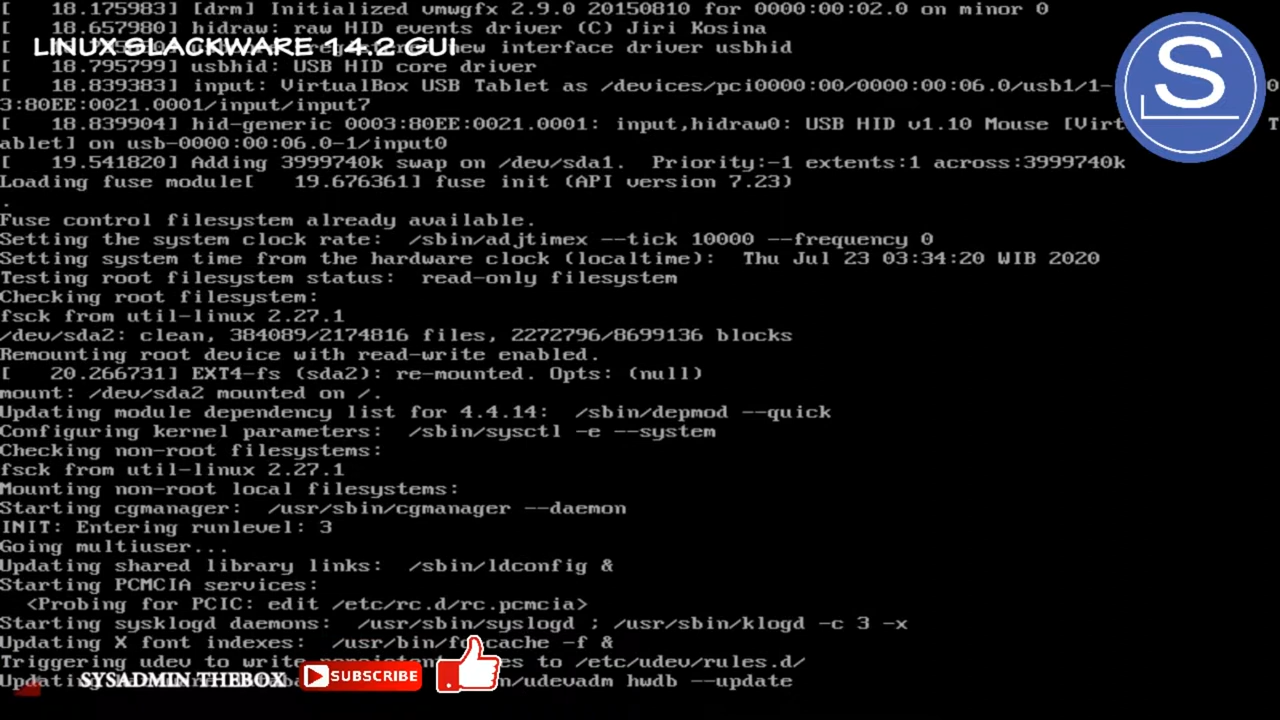 [   18.175983] [drm] Initialized vmwgfx 2.9.0 20150810 for 0000:00:02.0 on minor 0
[   18.657980] hidraw: raw HID events driver (C) Jiri Kosina
LINUX SLACKWARE 14.2 GUI
new interface driver usbhid
[   18.795799] usbhid: USB HID core driver
[   18.839383] input: VirtualBox USB Tablet as /devices/pci0000:00/0000:00:06.0/usb1/1-
3:80EE:0021.0001/input/input7
[   18.839904] hid-generic 0003:80EE:0021.0001: input,hidraw0: USB HID v1.10 Mouse [Virt
ablet] on usb-0000:00:06.0-1/input0
[   19.541820] Adding 3999740k swap on /dev/sda1.  Priority:-1 extents:1 across:3999740k
Loading fuse module[   19.676361] fuse init (API version 7.23)
.
Fuse control filesystem already available.
Setting the system clock rate:  /sbin/adjtimex --tick 10000 --frequency 0
Setting system time from the hardware clock (localtime):  Thu Jul 23 03:34:20 WIB 2020
Testing root filesystem status:  read-only filesystem
Checking root filesystem:
fsck from util-linux 2.27.1
/dev/sda2: clean, 384089/2174816 files, 2272796/8699136 blocks
Remounting root device with read-write enabled.
[   20.266731] EXT4-fs (sda2): re-mounted. Opts: (null)
mount: /dev/sda2 mounted on /.
Updating module dependency list for 4.4.14:  /sbin/depmod --quick
Configuring kernel parameters:  /sbin/sysctl -e --system
Checking non-root filesystems:
fsck from util-linux 2.27.1
Mounting non-root local filesystems:
Starting cgmanager:  /usr/sbin/cgmanager --daemon
INIT: Entering runlevel: 3
Going multiuser...
Updating shared library links:  /sbin/ldconfig &
Starting PCMCIA services:
<Probing for PCIC: edit /etc/rc.d/rc.pcmcia>
Starting sysklogd daemons:  /usr/sbin/syslogd ; /usr/sbin/klogd -c 3 -x
Updating X font indexes:  /usr/bin/fc-cache -f &
Triggering udev to write to /etc/udev/rules.d/
Updating /udevadm hwdb --update
SYSADMIN THEBOX
SUBSCRIBE
S